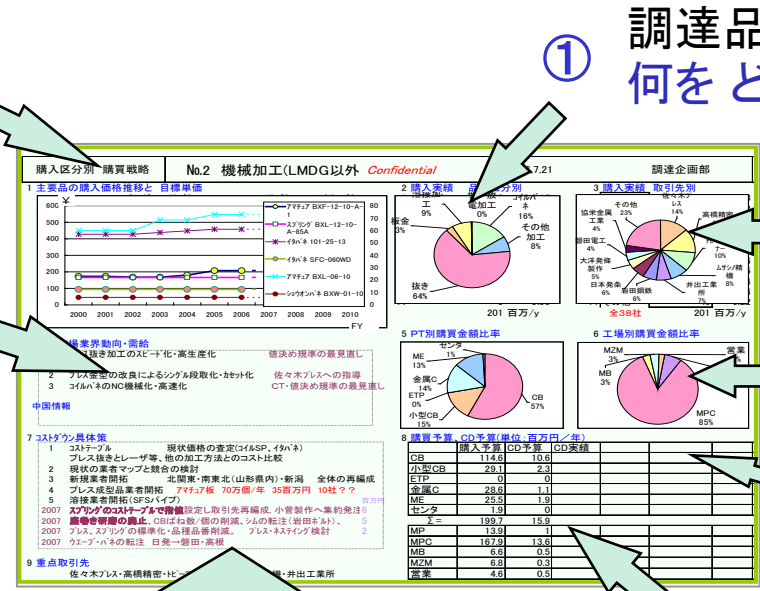 ①
調達品
何を ど
購入区分別 購買戦略
No.2 機械加工(LMDG以外
Confidential
7,21
調達企画部
1 主要品の購入価格推移と 目標単価
¥
600
500
400
300
200
100
0
80
70
60
50
40
30
20
10
0
2000 2001 2002 2003 2004 2005 2006 2007 2008 2009 2010
FY
アマチュア BXF-12-10-A-1
スプリング BXL-12-10-A-85A
イタバネ 101-25-13
イタバネ SFC-060WD
アマチュア BXL-06-10
ショウオンバネ BXW-01-10
2 購入実績
分別
9%
電加工
0%
コイルバネ
16%
その他
加工
8%
板金
3%
抜き
64%
201 百万/y
3 購入実績 取引先別
佐々木プレス
14%
高橋精密
10%
ムサシノ精機 8%
井出工業所
7%
岩田鋼鉄
6%
日本発条
6%
大洋発條製作
5%
磐田電工
4%
協米金属工業
4%
その他
23%
全38社
201 百万/y
場業界動向・需給
プレス抜き加工のスピード化・高生産化 値決め規準の最見直し
2 プレス金型の改良によるシングル段取化・カセット化 佐々木プレスへの指導
3 コイルバネのNC機械化・高速化 CT・値決め規準の最見直し
中国情報
5 PT別購買金額比率
センタ
1%
ME
13%
金属C
14%
ETP
0%
小型CB
15%
CB
57%
6 工場別購買金額比率
MZM
3%
MB
3%
営業
MPC
85%
7 コストダウン具体策
1 コストテーブル 現状価格の査定(コイルSP、イタバネ)
プレス抜きとレーザ等、他の加工方法とのコスト比較
2 現状の業者マップと競合の検討
3 新規業者開拓 北関東・南東北(山形県内)・新潟 全体の再編成
4 プレス成型品業者開拓 アマチュア板 70万個/年 35百万円 10社??
5 溶接業者開拓(SFSパイプ) 百万円
2007 スプリングのコストテーブルで指値設定し取引先再編成、小菅製作へ集約発注 6
2007 座巻き研磨の廃止、CBばね数/個の削減、シムの転注(岩田ボルト)、 5
2007 プレス、スプリングの標準化・品種品番削減。 プレス・ネスティング検討 2
2007 ウエーブ・バネの転注 日発→磐田・高根
8 購買予算、CD予算(単位:百万円/年)
購入予算 CD予算 CD実績
CB 114.6 10.6
小型CB 29.1 2.3
ETP 0 0
金属C 28.6 1.1
ME 25.5 1.9
センタ 1.9 0
Σ= 199.7 15.9
MP 13.9 1
MPC 167.9 13.6
MB 6.6 0.5
MZM 6.8 0.3
営業 4.6 0.5
9 重点取引先
佐々木プレス・高橋精密・トピー
・井出工業所